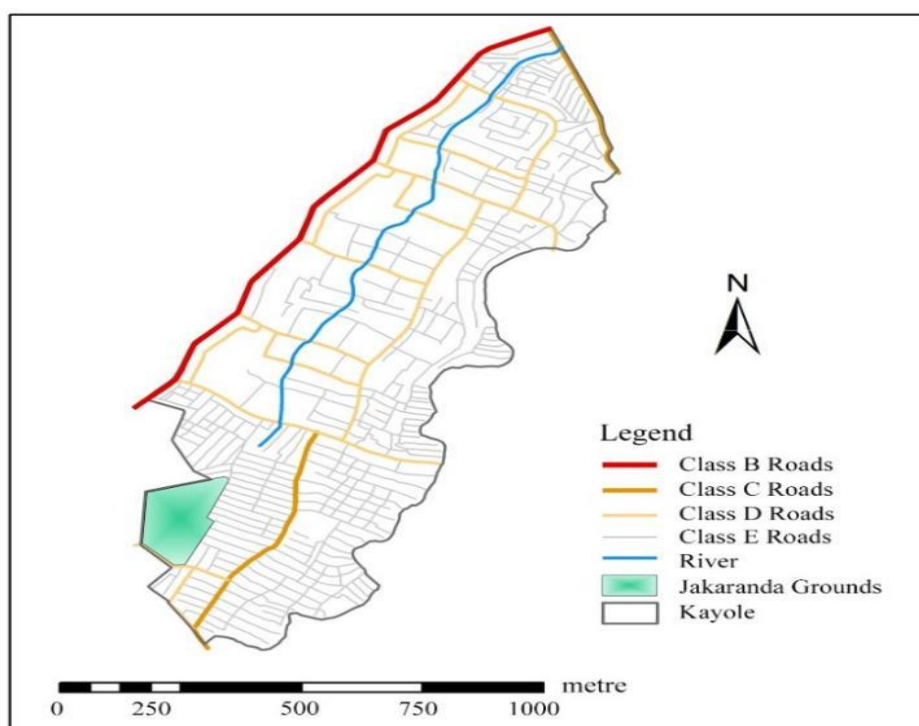 N
Legend
Class B Roads
Class C Roads
Class D Roads
Class E Roads
River
Jakaranda Grounds
Kayole
metre
0 250 500 750 1000